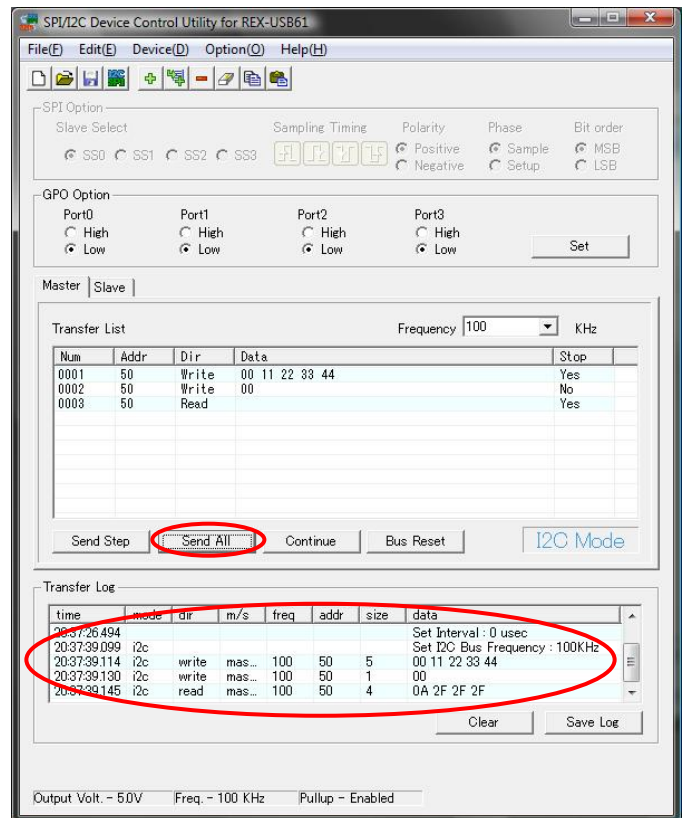 SPI/I2C Device Control Utility for REX-USB61
File(F) Edit(E) Device(D) Option(O) Help(H)
SPI Option
Slave Select Sampling Timing Polarity Phase Bit order
SS0 SS1 SS2 SS3 Positive Sample MSB
Negative Setup LSB
GPO Option
Port0 Port1 Port2 Port3
High High High High
Low Low Low Low Set
Master Slave
Transfer List Frequency 100 KHz
Num Addr Dir Data Stop
0001 50 Write 00 11 22 33 44 Yes
0002 50 Write 00 No
0003 50 Read Yes
Send Step Send All Continue Bus Reset I2C Mode
Transfer Log
time mode dir m/s freq addr size data
20:37:26.494 Set Interval : 0 usec
20:37:39.099 i2c Set I2C Bus Frequency : 100KHz
20:37:39.114 i2c write mas... 100 50 5 00 11 22 33 44
20:37:39.130 i2c write mas... 100 50 1 00
20:37:39.145 i2c read mas... 100 50 4 0A 2F 2F 2F
Clear Save Log
Output Volt. - 5.0V Freq. - 100 KHz Pullup - Enabled